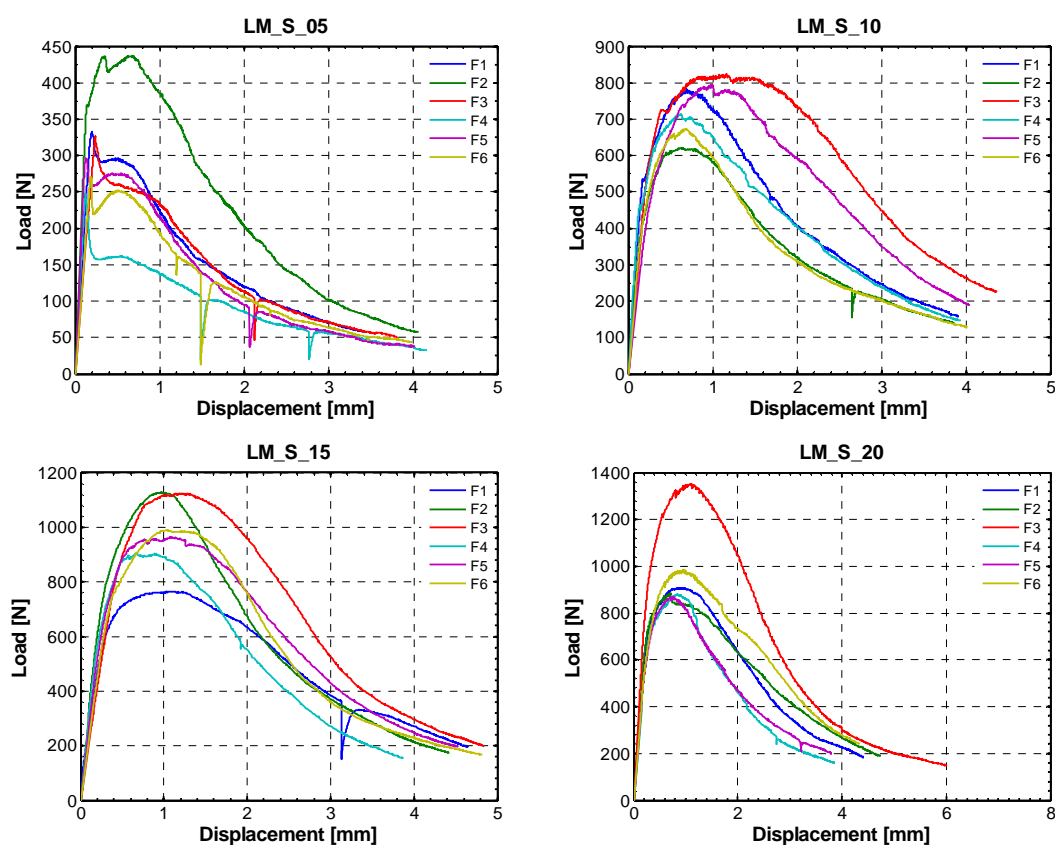 LM_S_05
450
400
350
300
250
200
150
100
50
0
Load [N]
F1
F2
F3
F4
F5
F6
0 1 2 3 4 5
Displacement [mm]
LM_S_10
900
800
700
600
500
400
300
200
100
0
Load [N]
F1
F2
F3
F4
F5
F6
0 1 2 3 4 5
Displacement [mm]
LM_S_15
1200
1000
800
600
400
200
0
Load [N]
F1
F2
F3
F4
F5
F6
0 1 2 3 4 5
Displacement [mm]
LM_S_20
1400
1200
1000
800
600
400
200
0
Load [N]
F1
F2
F3
F4
F5
F6
0 2 4 6 8
Displacement [mm]